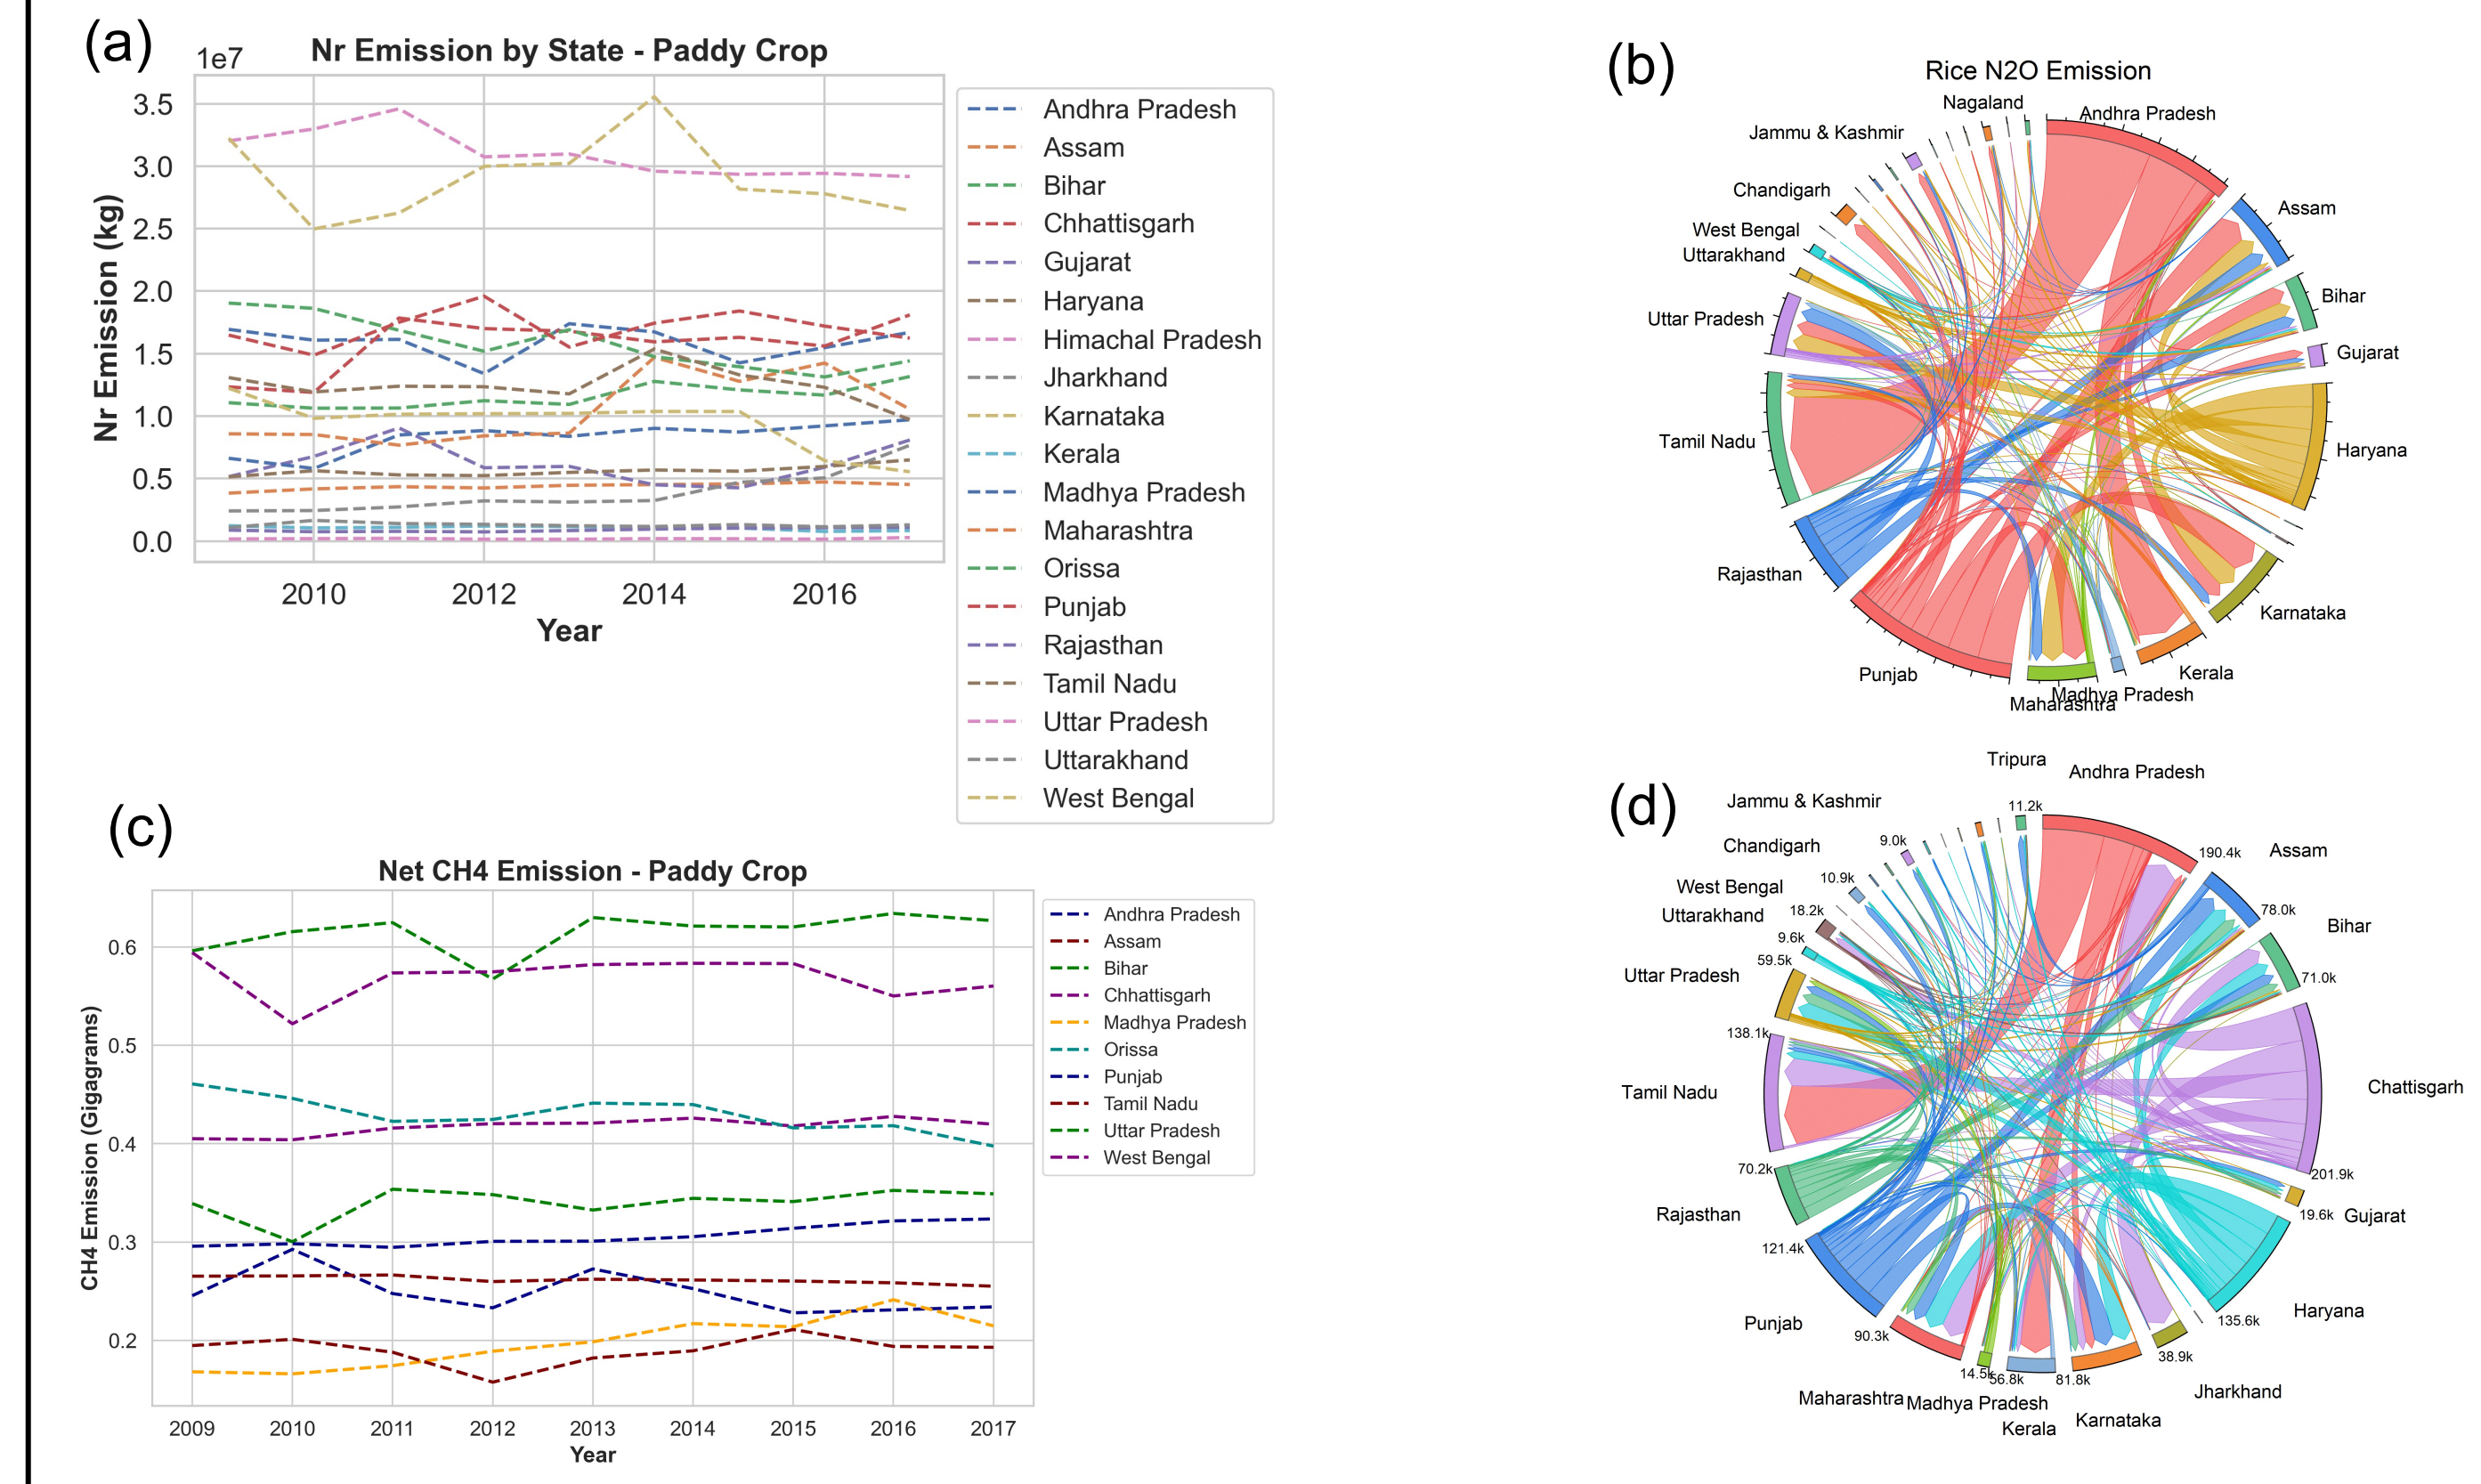 (a)
Nr Emission by State - Paddy Crop
1e7
3.5
3.0
2.5
2.0
1.5
1.0
0.5
0.0
Nr Emission (kg)
2010 2012 2014 2016
Year
Andhra Pradesh
Assam
Bihar
Chhattisgarh
Gujarat
Haryana
Himachal Pradesh
Jharkhand
Karnataka
Kerala
Madhya Pradesh
Maharashtra
Orissa
Punjab
Rajasthan
Tamil Nadu
Uttar Pradesh
Uttarakhand
West Bengal
(b)
Rice N2O Emission
Nagaland
Andhra Pradesh
Jammu & Kashmir
Chandigarh
Assam
West Bengal
Uttarakhand
Bihar
Uttar Pradesh
Gujarat
Tamil Nadu
Haryana
Rajasthan
Karnataka
Punjab
Kerala
Madhya Pradesh
Maharashtra
(c)
Net CH4 Emission - Paddy Crop
0.6
0.5
0.4
0.3
0.2
CH4 Emission (Gigagrams)
2009 2010 2011 2012 2013 2014 2015 2016 2017
Year
Andhra Pradesh
Assam
Bihar
Chhattisgarh
Madhya Pradesh
Orissa
Punjab
Tamil Nadu
Uttar Pradesh
West Bengal
(d)
Tripura
Andhra Pradesh
Jammu & Kashmir
11.2k
Chandigarh
9.0k
190.4k
Assam
West Bengal
10.9k
Uttarakhand
18.2k
78.0k
Bihar
9.6k
59.5k
Uttar Pradesh
71.0k
138.1k
Tamil Nadu
Chattisgarh
70.2k
201.9k
Rajasthan
19.6k
Gujarat
121.4k
Punjab
90.3k
135.6k
Haryana
14.5k
56.8k
81.8k
38.9k
Jharkhand
Maharashtra
Madhya Pradesh
Kerala
Karnataka